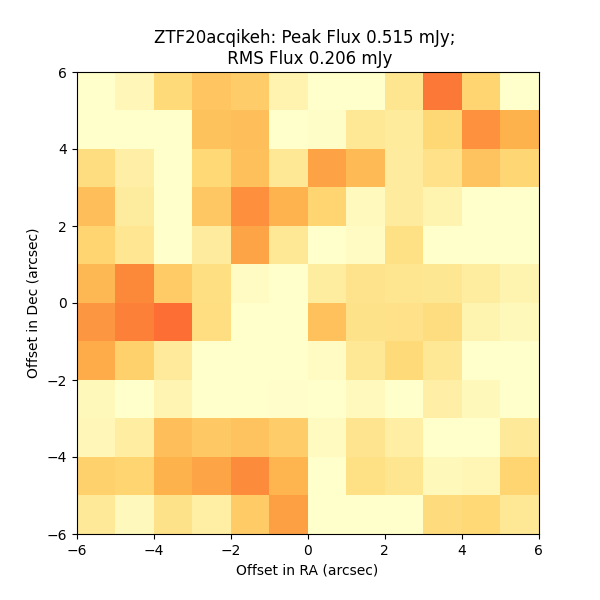 ZTF20acqikeh: Peak Flux 0.515 mJy;
RMS Flux 0.206 mJy
6
4
2
0
−2
−4
−6
Offset in Dec (arcsec)
−6 −4 −2 0 2 4 6
Offset in RA (arcsec)